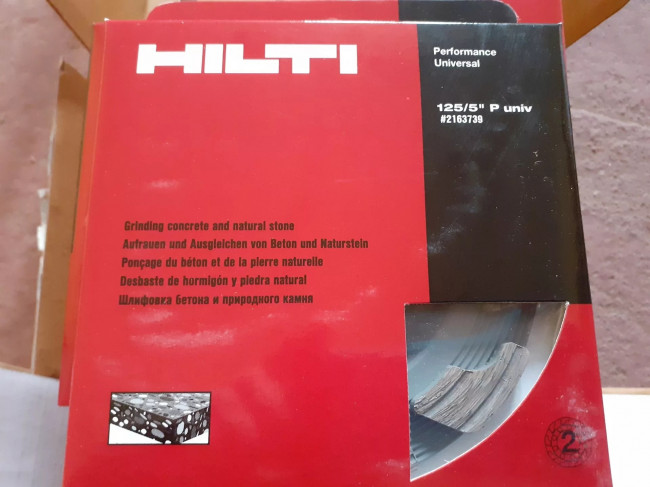 HILTI
Performance
Universal
125/5" P univ
#2163739
Grinding concrete and natural stone
Aufrauen und Ausgleichen von Beton und Naturstein
Ponçage du béton et de la pierre naturelle
Desbaste de hormigón y piedra natural
Шлифовка бетона и природного камня
2